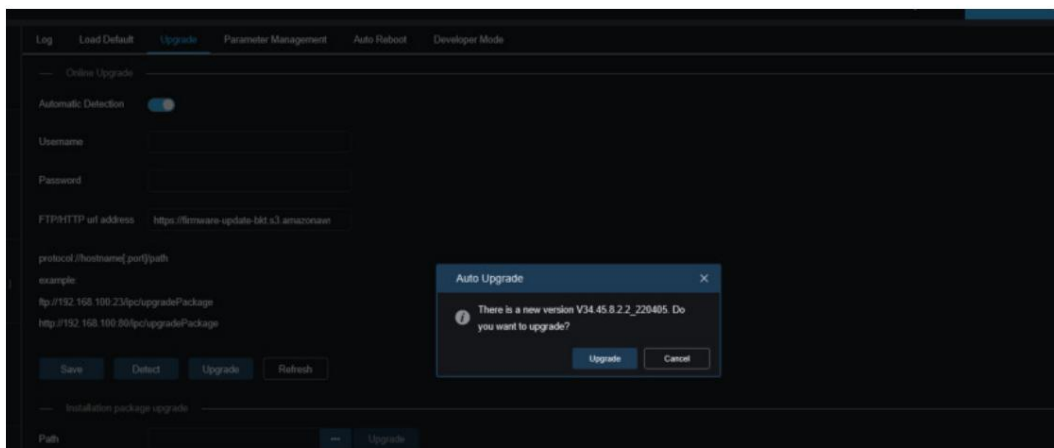 Log Load Default Upgrade Parameter Management Auto Reboot Developer Mode
Online Upgrade
Automatic Detection
Username
Password
FTP/HTTP url address https://firmware-update-bkt.s3.amazonaw
protocol://hostname[:port]/path
example:
ftp://192.168.100:23/ipc/upgradePackage
http://192.168.100:80/ipc/upgradePackage
Auto Upgrade
There is a new version V34.45.8.2.2_220405. Do
you want to upgrade?
Upgrade Cancel
Save Detect Upgrade Refresh
Installation package upgrade
Path ... Upgrade